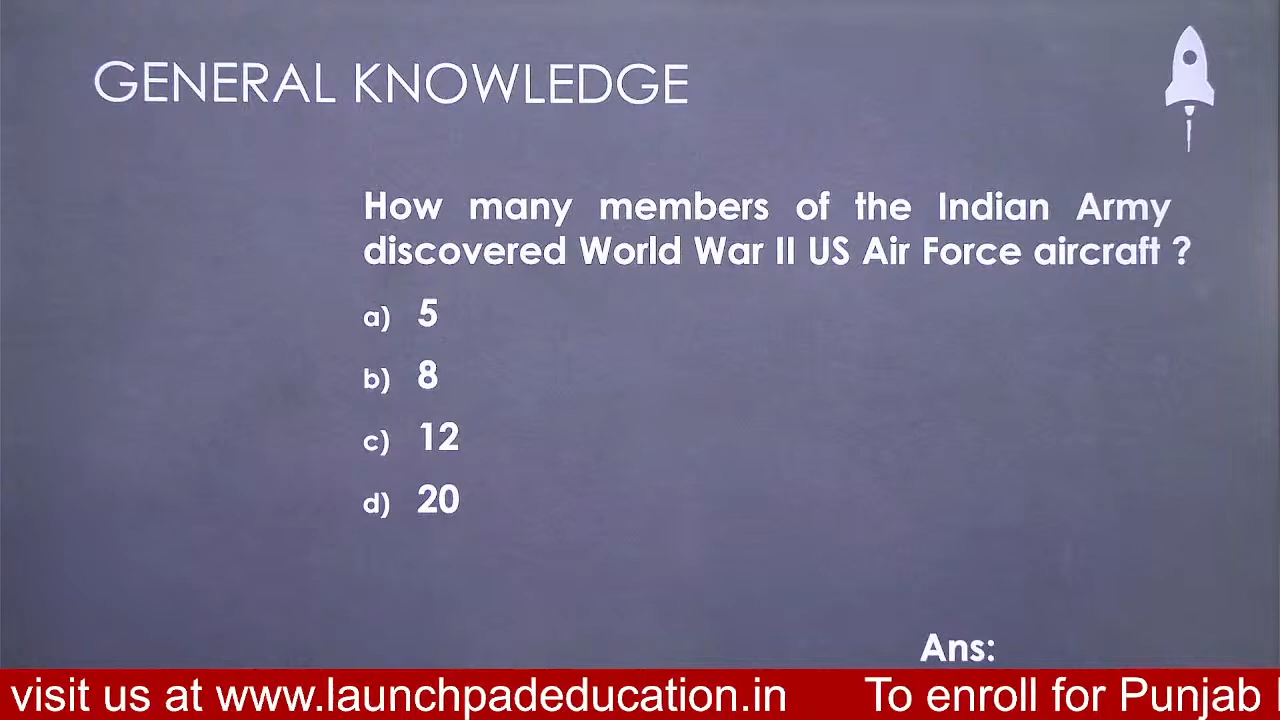 GENERAL KNOWLEDGE
How many members of the Indian Army
discovered World War II US Air Force aircraft ?
a) 5
b) 8
c) 12
d) 20
Ans:
visit us at www.launchpadeducation.in To enroll for Punjab